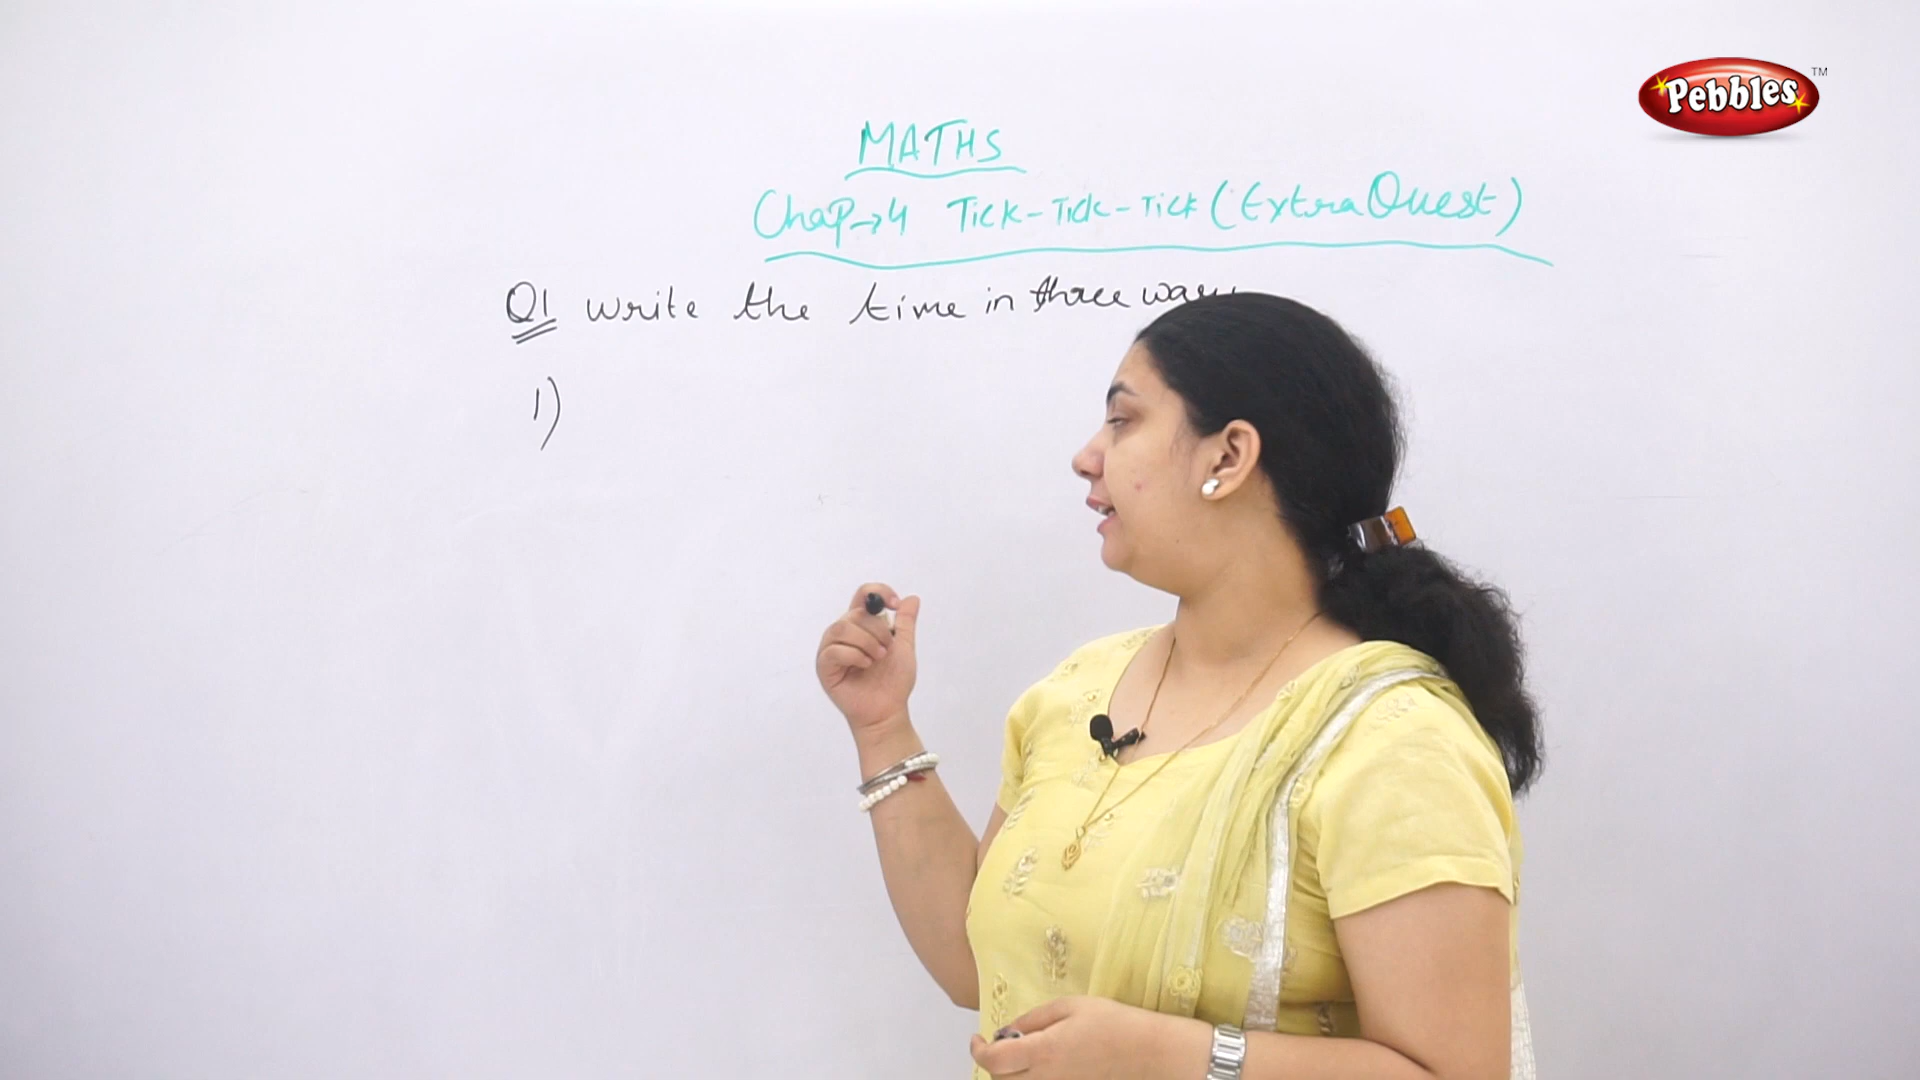 Pebbles TM
MATHS
Chap→4 Tick-Tick-Tick (Extra Quest)
Q1 write the time in three
1)